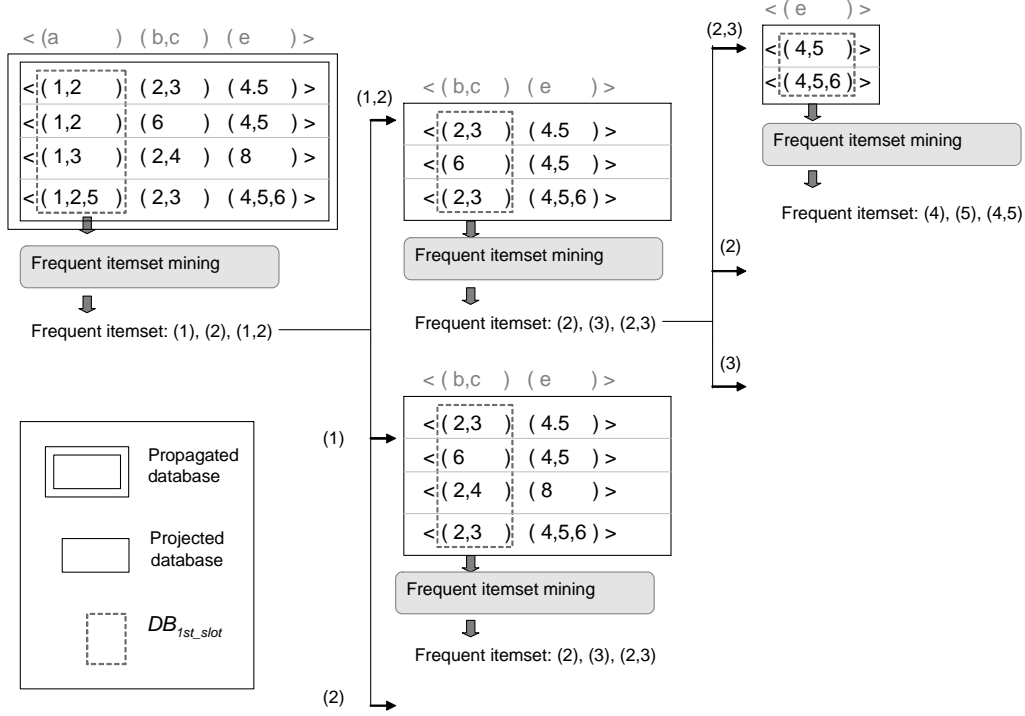 < (a ) ( b,c ) ( e ) >
<( 1,2 ) ( 2,3 ) ( 4.5 ) >
<( 1,2 ) ( 6 ) ( 4,5 ) >
<( 1,3 ) ( 2,4 ) ( 8 ) >
<( 1,2,5 ) ( 2,3 ) ( 4,5,6 ) >
Frequent itemset mining
Frequent itemset: (1), (2), (1,2)
(1,2)
< ( b,c ) ( e ) >
<( 2,3 ) ( 4.5 ) >
<( 6 ) ( 4,5 ) >
<( 2,3 ) ( 4,5,6 ) >
Frequent itemset mining
Frequent itemset: (2), (3), (2,3)
(2,3)
< ( e ) >
<( 4,5 ) >
<( 4,5,6 ) >
Frequent itemset mining
Frequent itemset: (4), (5), (4,5)
(2)
(3)
(1)
< ( b,c ) ( e ) >
<( 2,3 ) ( 4.5 ) >
<( 6 ) ( 4,5 ) >
<( 2,4 ) ( 8 ) >
<( 2,3 ) ( 4,5,6 ) >
Frequent itemset mining
Frequent itemset: (2), (3), (2,3)
(2)
Propagated
database
Projected
database
DB1st_slot